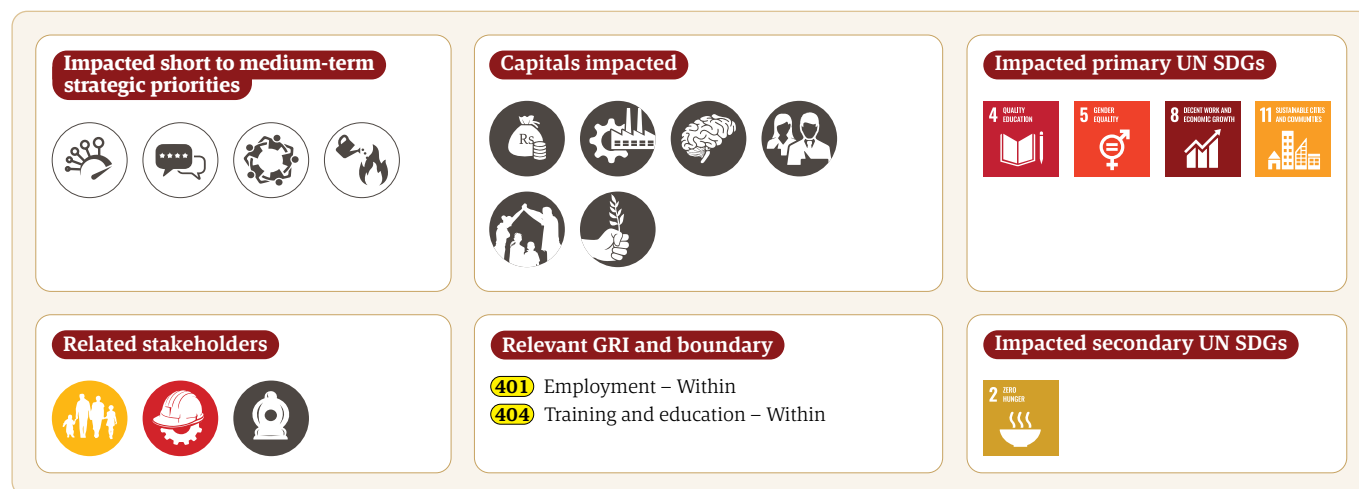 Impacted short to medium-term
strategic priorities
Capitals impacted
Rs
Impacted primary UN SDGs
4 QUALITY
EDUCATION
5 GENDER
EQUALITY
8 DECENT WORK AND
ECONOMIC GROWTH
11 SUSTAINABLE CITIES
AND COMMUNITIES
Related stakeholders
Relevant GRI and boundary
401 Employment – Within
404 Training and education – Within
Impacted secondary UN SDGs
2 ZERO
HUNGER